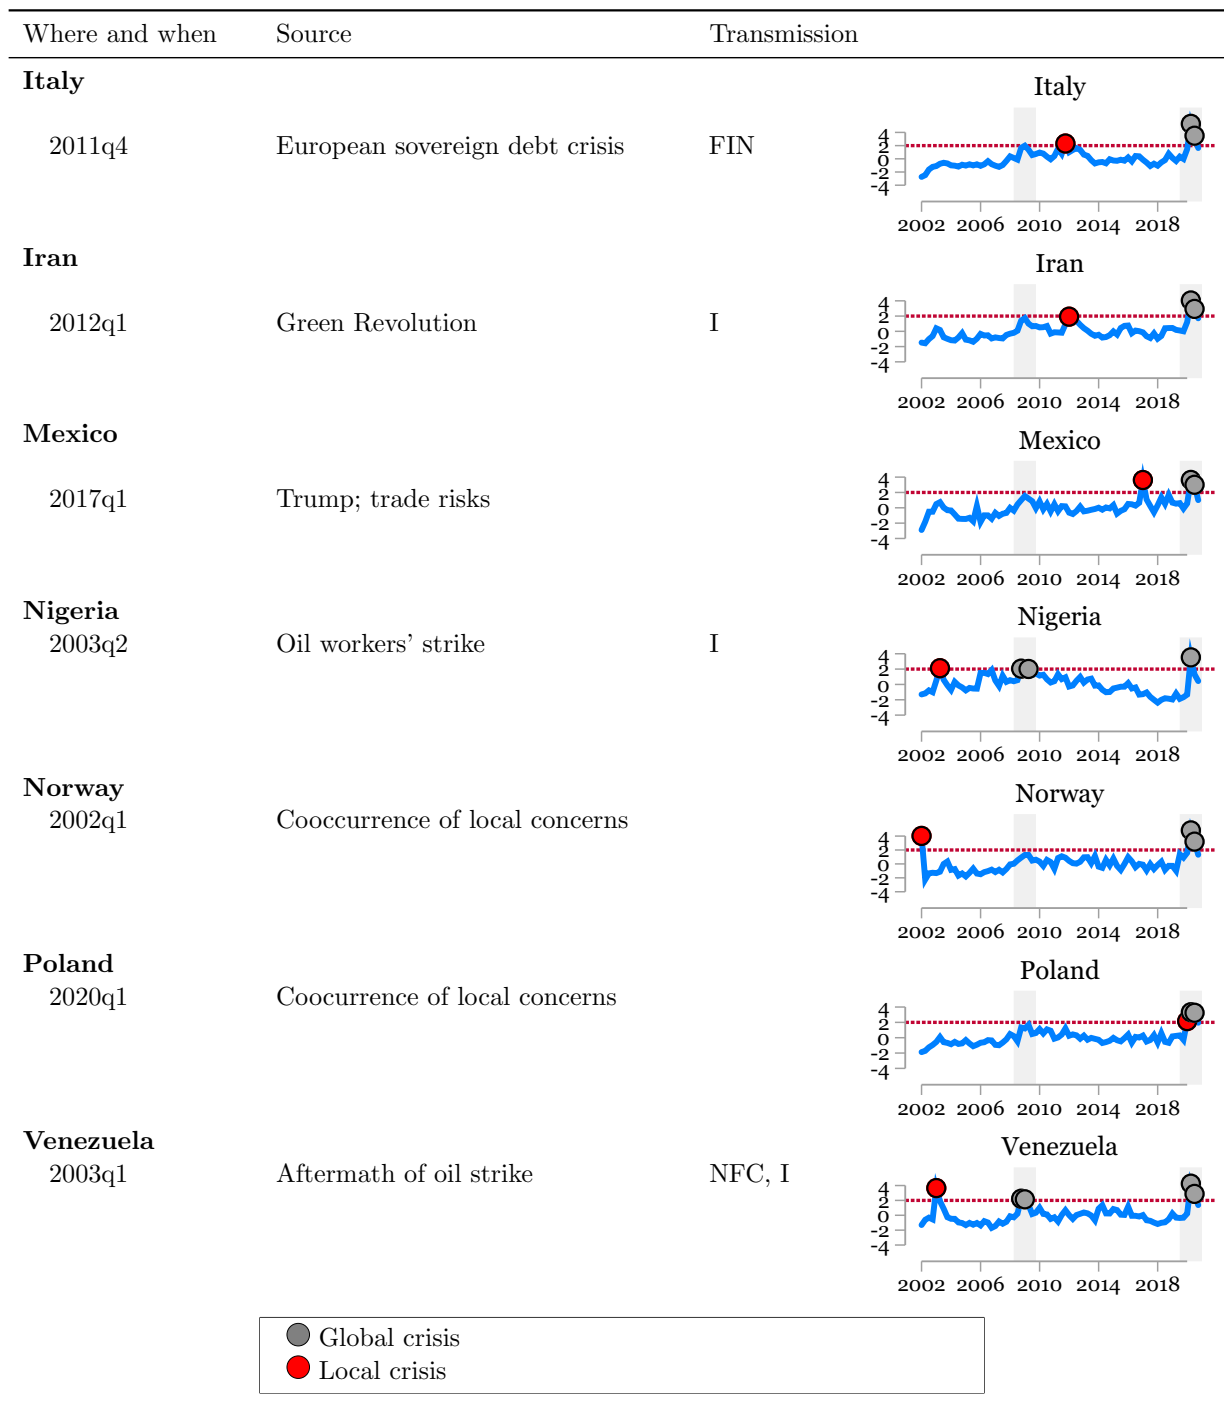 Where and when Source Transmission
Italy
Italy
2011q4 European sovereign debt crisis FIN
4
2
0
-2
-4
2002 2006 2010 2014 2018
Iran
Iran
2012q1 Green Revolution I
4
2
0
-2
-4
2002 2006 2010 2014 2018
Mexico
Mexico
2017q1 Trump; trade risks
4
2
0
-2
-4
2002 2006 2010 2014 2018
Nigeria
Nigeria
2003q2 Oil workers' strike I
4
2
0
-2
-4
2002 2006 2010 2014 2018
Norway
Norway
2002q1 Cooccurrence of local concerns
4
2
0
-2
-4
2002 2006 2010 2014 2018
Poland
Poland
2020q1 Coocurrence of local concerns
4
2
0
-2
-4
2002 2006 2010 2014 2018
Venezuela
Venezuela
2003q1 Aftermath of oil strike NFC, I
4
2
0
-2
-4
2002 2006 2010 2014 2018
Global crisis
Local crisis